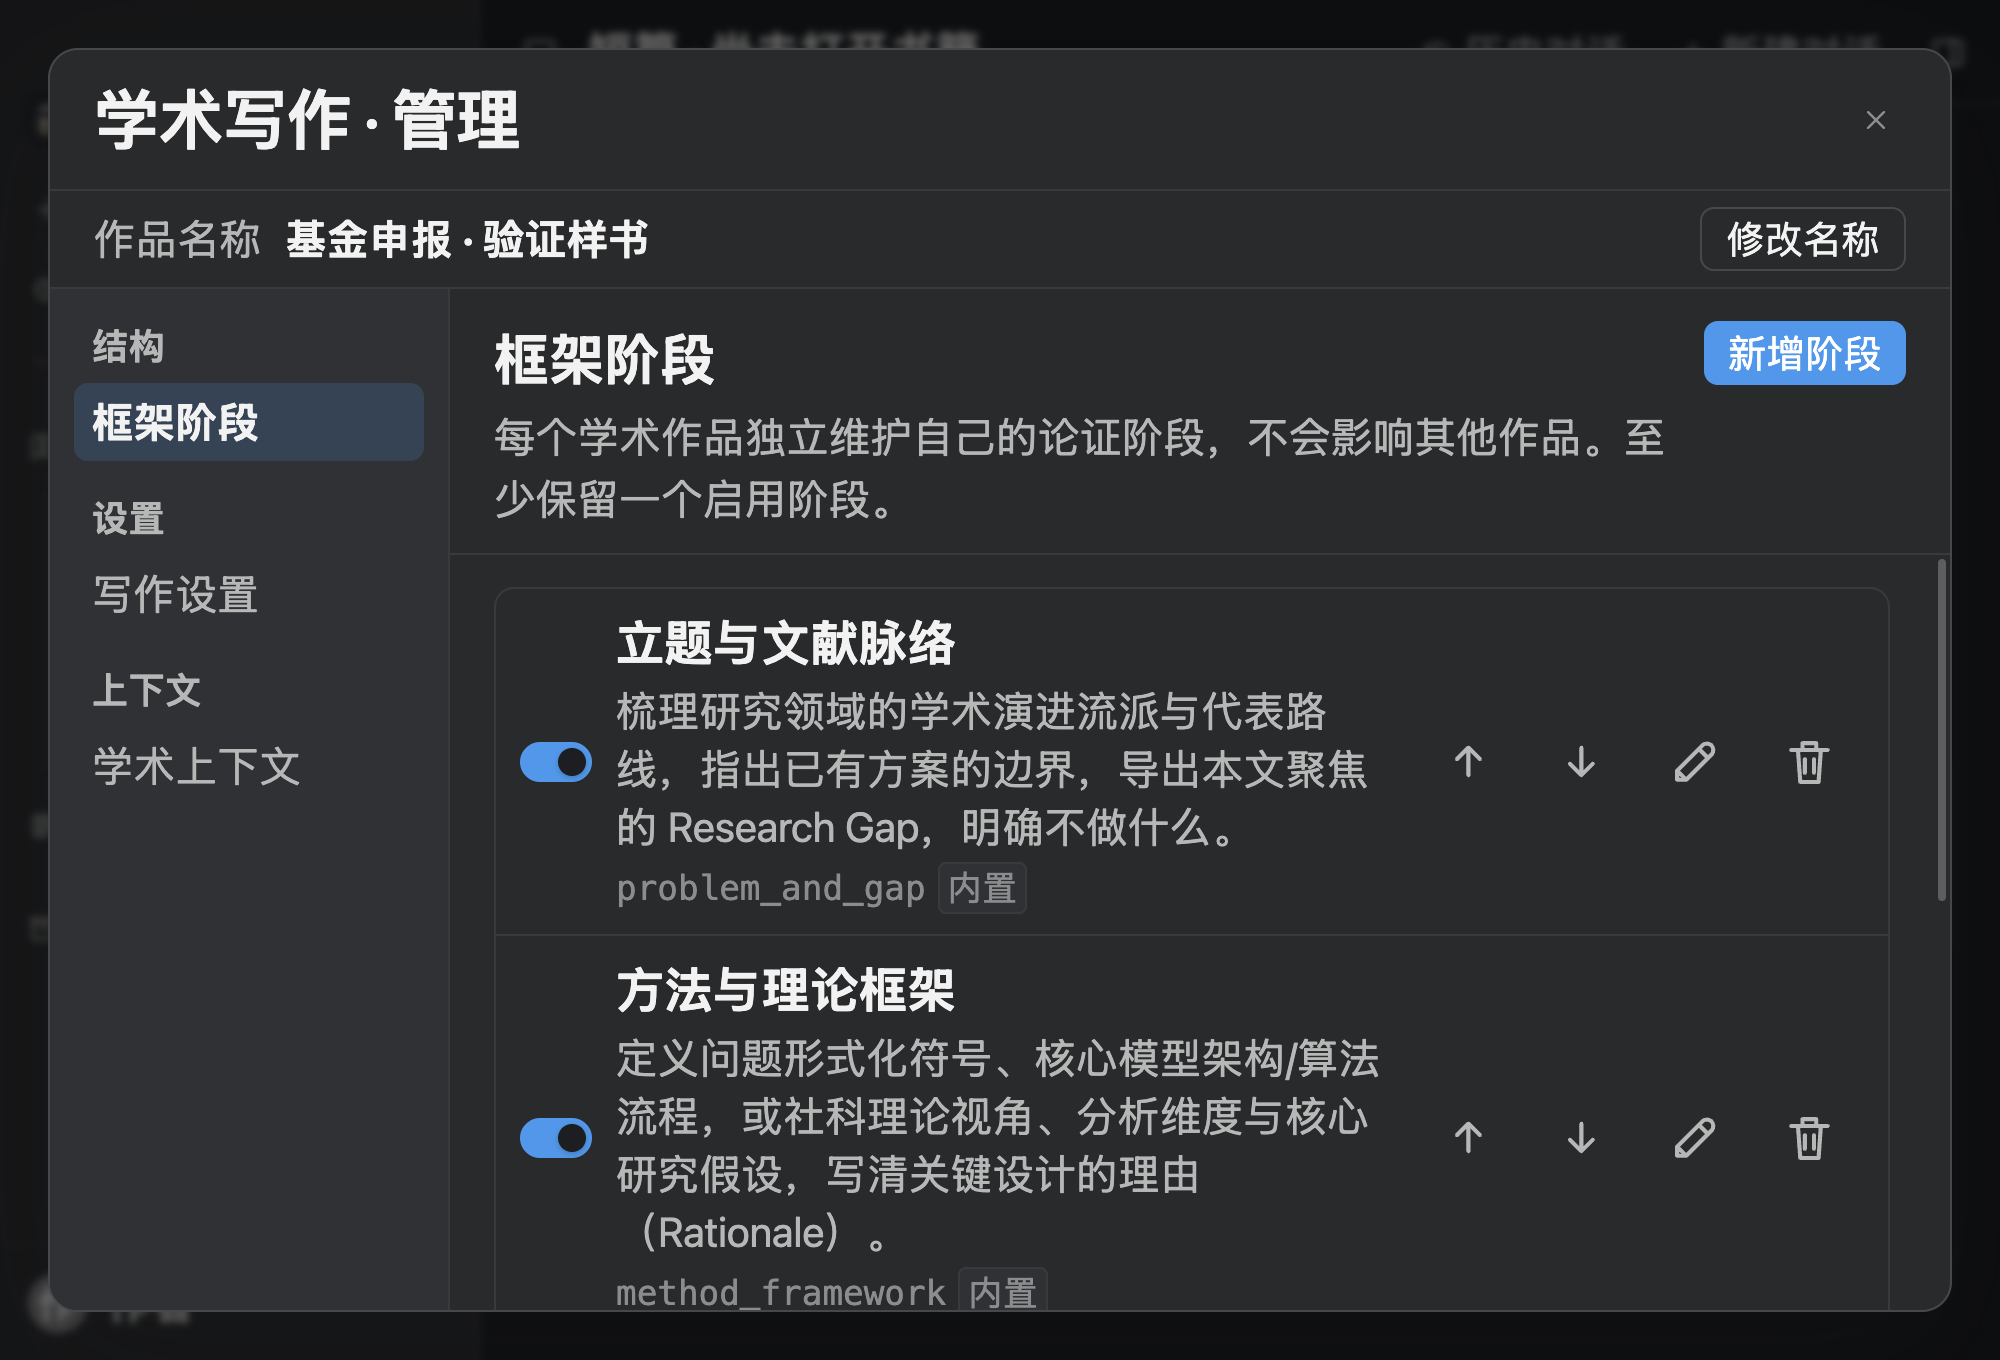 学术写作·管理
作品名称 基金申报·验证样书
修改名称
结构
框架阶段
设置
写作设置
上下文
学术上下文
框架阶段
新增阶段
每个学术作品独立维护自己的论证阶段，不会影响其他作品。至
少保留一个启用阶段。
立题与文献脉络
梳理研究领域的学术演进流派与代表路
线，指出已有方案的边界，导出本文聚焦
的 Research Gap，明确不做什么。
problem_and_gap 内置
方法与理论框架
定义问题形式化符号、核心模型架构/算法
流程，或社科理论视角、分析维度与核心
研究假设，写清关键设计的理由
（Rationale）。
method_framework 内置